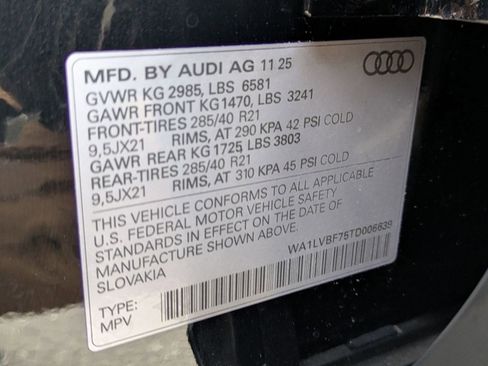 MFD. BY AUDI AG 11 25
GVWR KG 2985, LBS 6581
GAWR FRONT KG1470, LBS 3241
FRONT-TIRES 285/40 R21
9,5JX21 RIMS, AT 290 KPA 42 PSI COLD
GAWR REAR KG1725 LBS 3803
REAR-TIRES 285/40 R21
9,5JX21 RIMS, AT 310 KPA 45 PSI COLD
THIS VEHICLE CONFORMS TO ALL APPLICABLE
U.S. FEDERAL MOTOR VEHICLE SAFETY
STANDARDS IN EFFECT ON THE DATE OF
MANUFACTURE SHOWN ABOVE.
SLOVAKIA
WA1LVBF75TD006639
TYPE:
MPV